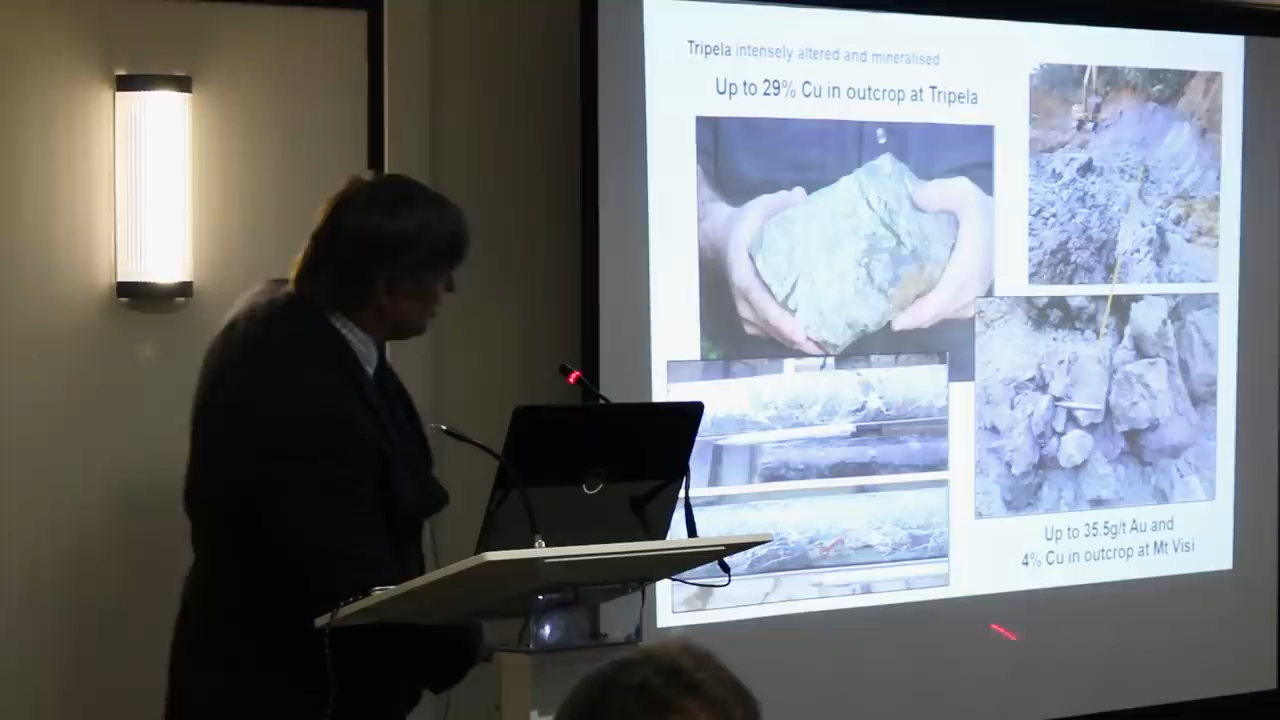 Tripela intensely altered and mineralised
Up to 29% Cu in outcrop at Tripela
Up to 35.5g/t Au and
4% Cu in outcrop at Mt Visi